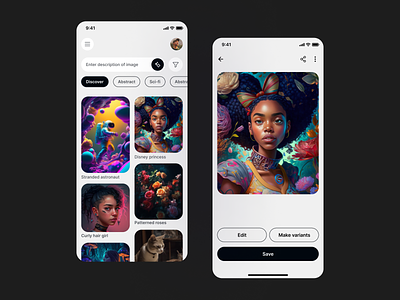 9:41
Enter description of image
Discover
Abstract
Sci-fi
Abstra
Stranded astronaut
Disney princess
Curly hair girl
Patterned roses
9:41
Edit
Make variants
Save